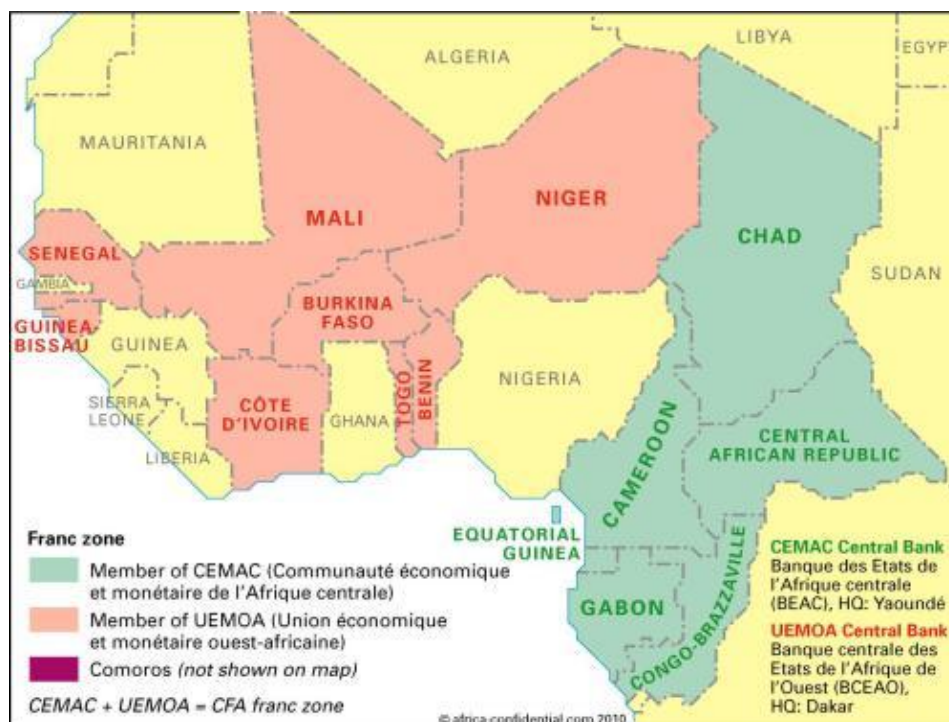 LIBYA
EGYPT
ALGERIA
MAURITANIA
NIGER
MALI
CHAD
SENEGAL
SUDAN
GAMBIA
BURKINA
FASO
GUINEA-
BISSAU
GUINEA
NIGERIA
SIERRA
LEONE
CÔTE
D'IVOIRE
GHANA
TOGO
BENIN
LIBERIA
CAMEROON
CENTRAL
AFRICAN REPUBLIC
EQUATORIAL
GUINEA
GABON
CONGO-BRAZZAVILLE
Franc zone
Member of CEMAC (Communauté économique
et monétaire de l'Afrique centrale)
Member of UEMOA (Union économique
et monétaire ouest-africaine)
Comoros (not shown on map)
CEMAC + UEMOA = CFA franc zone
CEMAC Central Bank
Banque des Etats de
l'Afrique centrale
(BEAC), HQ: Yaoundé
UEMOA Central Bank
Banque centrale des
Etats de l'Afrique de
l'Ouest (BCEAO),
HQ: Dakar
© africa-confidential.com 2010